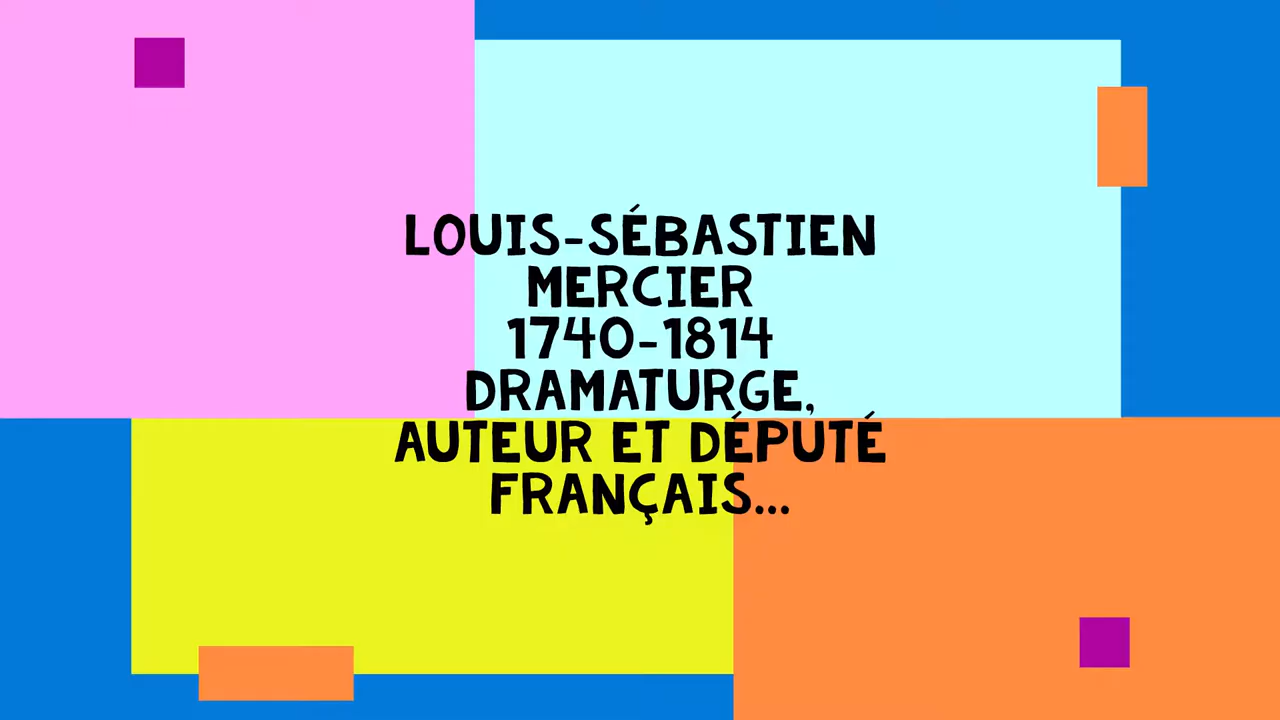 LOUIS-SÉBASTIEN
MERCIER
1740-1814
DRAMATURGE,
AUTEUR ET DÉPUTÉ
FRANÇAIS...